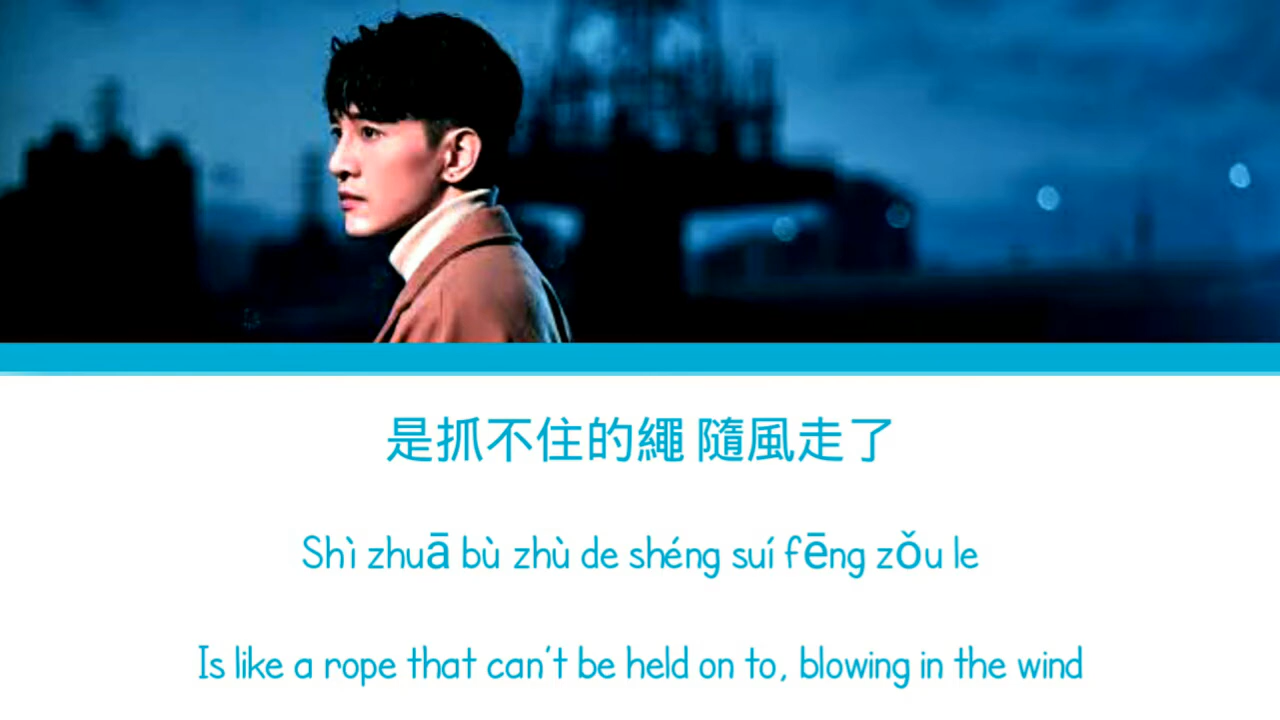 是抓不住的繩 隨風走了
Shì zhuā bù zhù de shéng suí fēng zǒu le
Is like a rope that can't be held on to, blowing in the wind